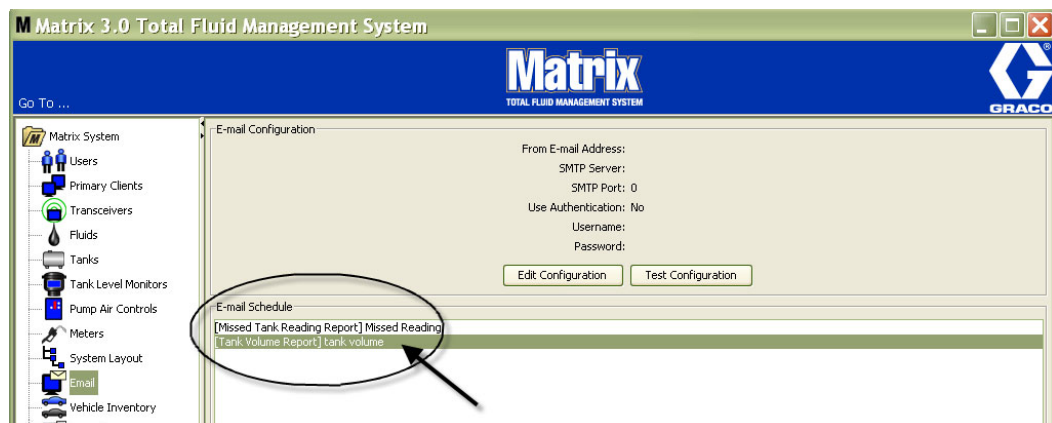 M Matrix 3.0 Total Fluid Management System
Matrix
TOTAL FLUID MANAGEMENT SYSTEM
Go To ...
GRACO
®
Matrix System
Users
Primary Clients
Transceivers
Fluids
Tanks
Tank Level Monitors
Pump Air Controls
Meters
System Layout
Email
Vehicle Inventory
E-mail Configuration
From E-mail Address:
SMTP Server:
SMTP Port: 0
Use Authentication: No
Username:
Password:
Edit Configuration Test Configuration
E-mail Schedule
[Missed Tank Reading Report] Missed Reading
[Tank Volume Report] tank volume